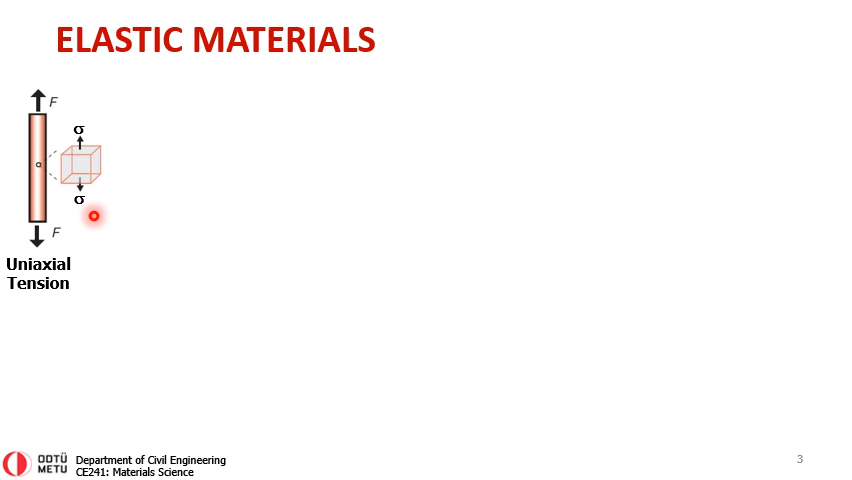 ELASTIC MATERIALS
F
σ
σ
F
Uniaxial
Tension
ODTÜ
METU
Department of Civil Engineering
CE241: Materials Science
3